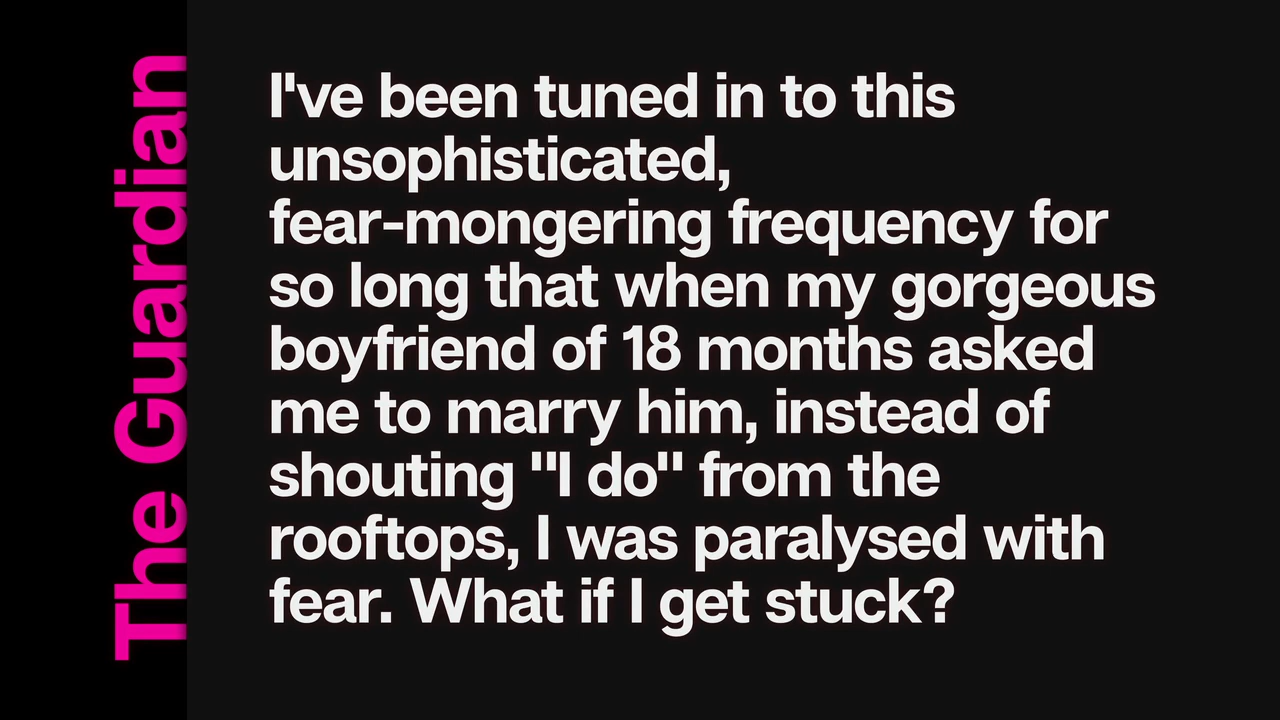 The Guardian
I've been tuned in to this
unsophisticated,
fear-mongering frequency for
so long that when my gorgeous
boyfriend of 18 months asked
me to marry him, instead of
shouting "I do" from the
rooftops, I was paralysed with
fear. What if I get stuck?